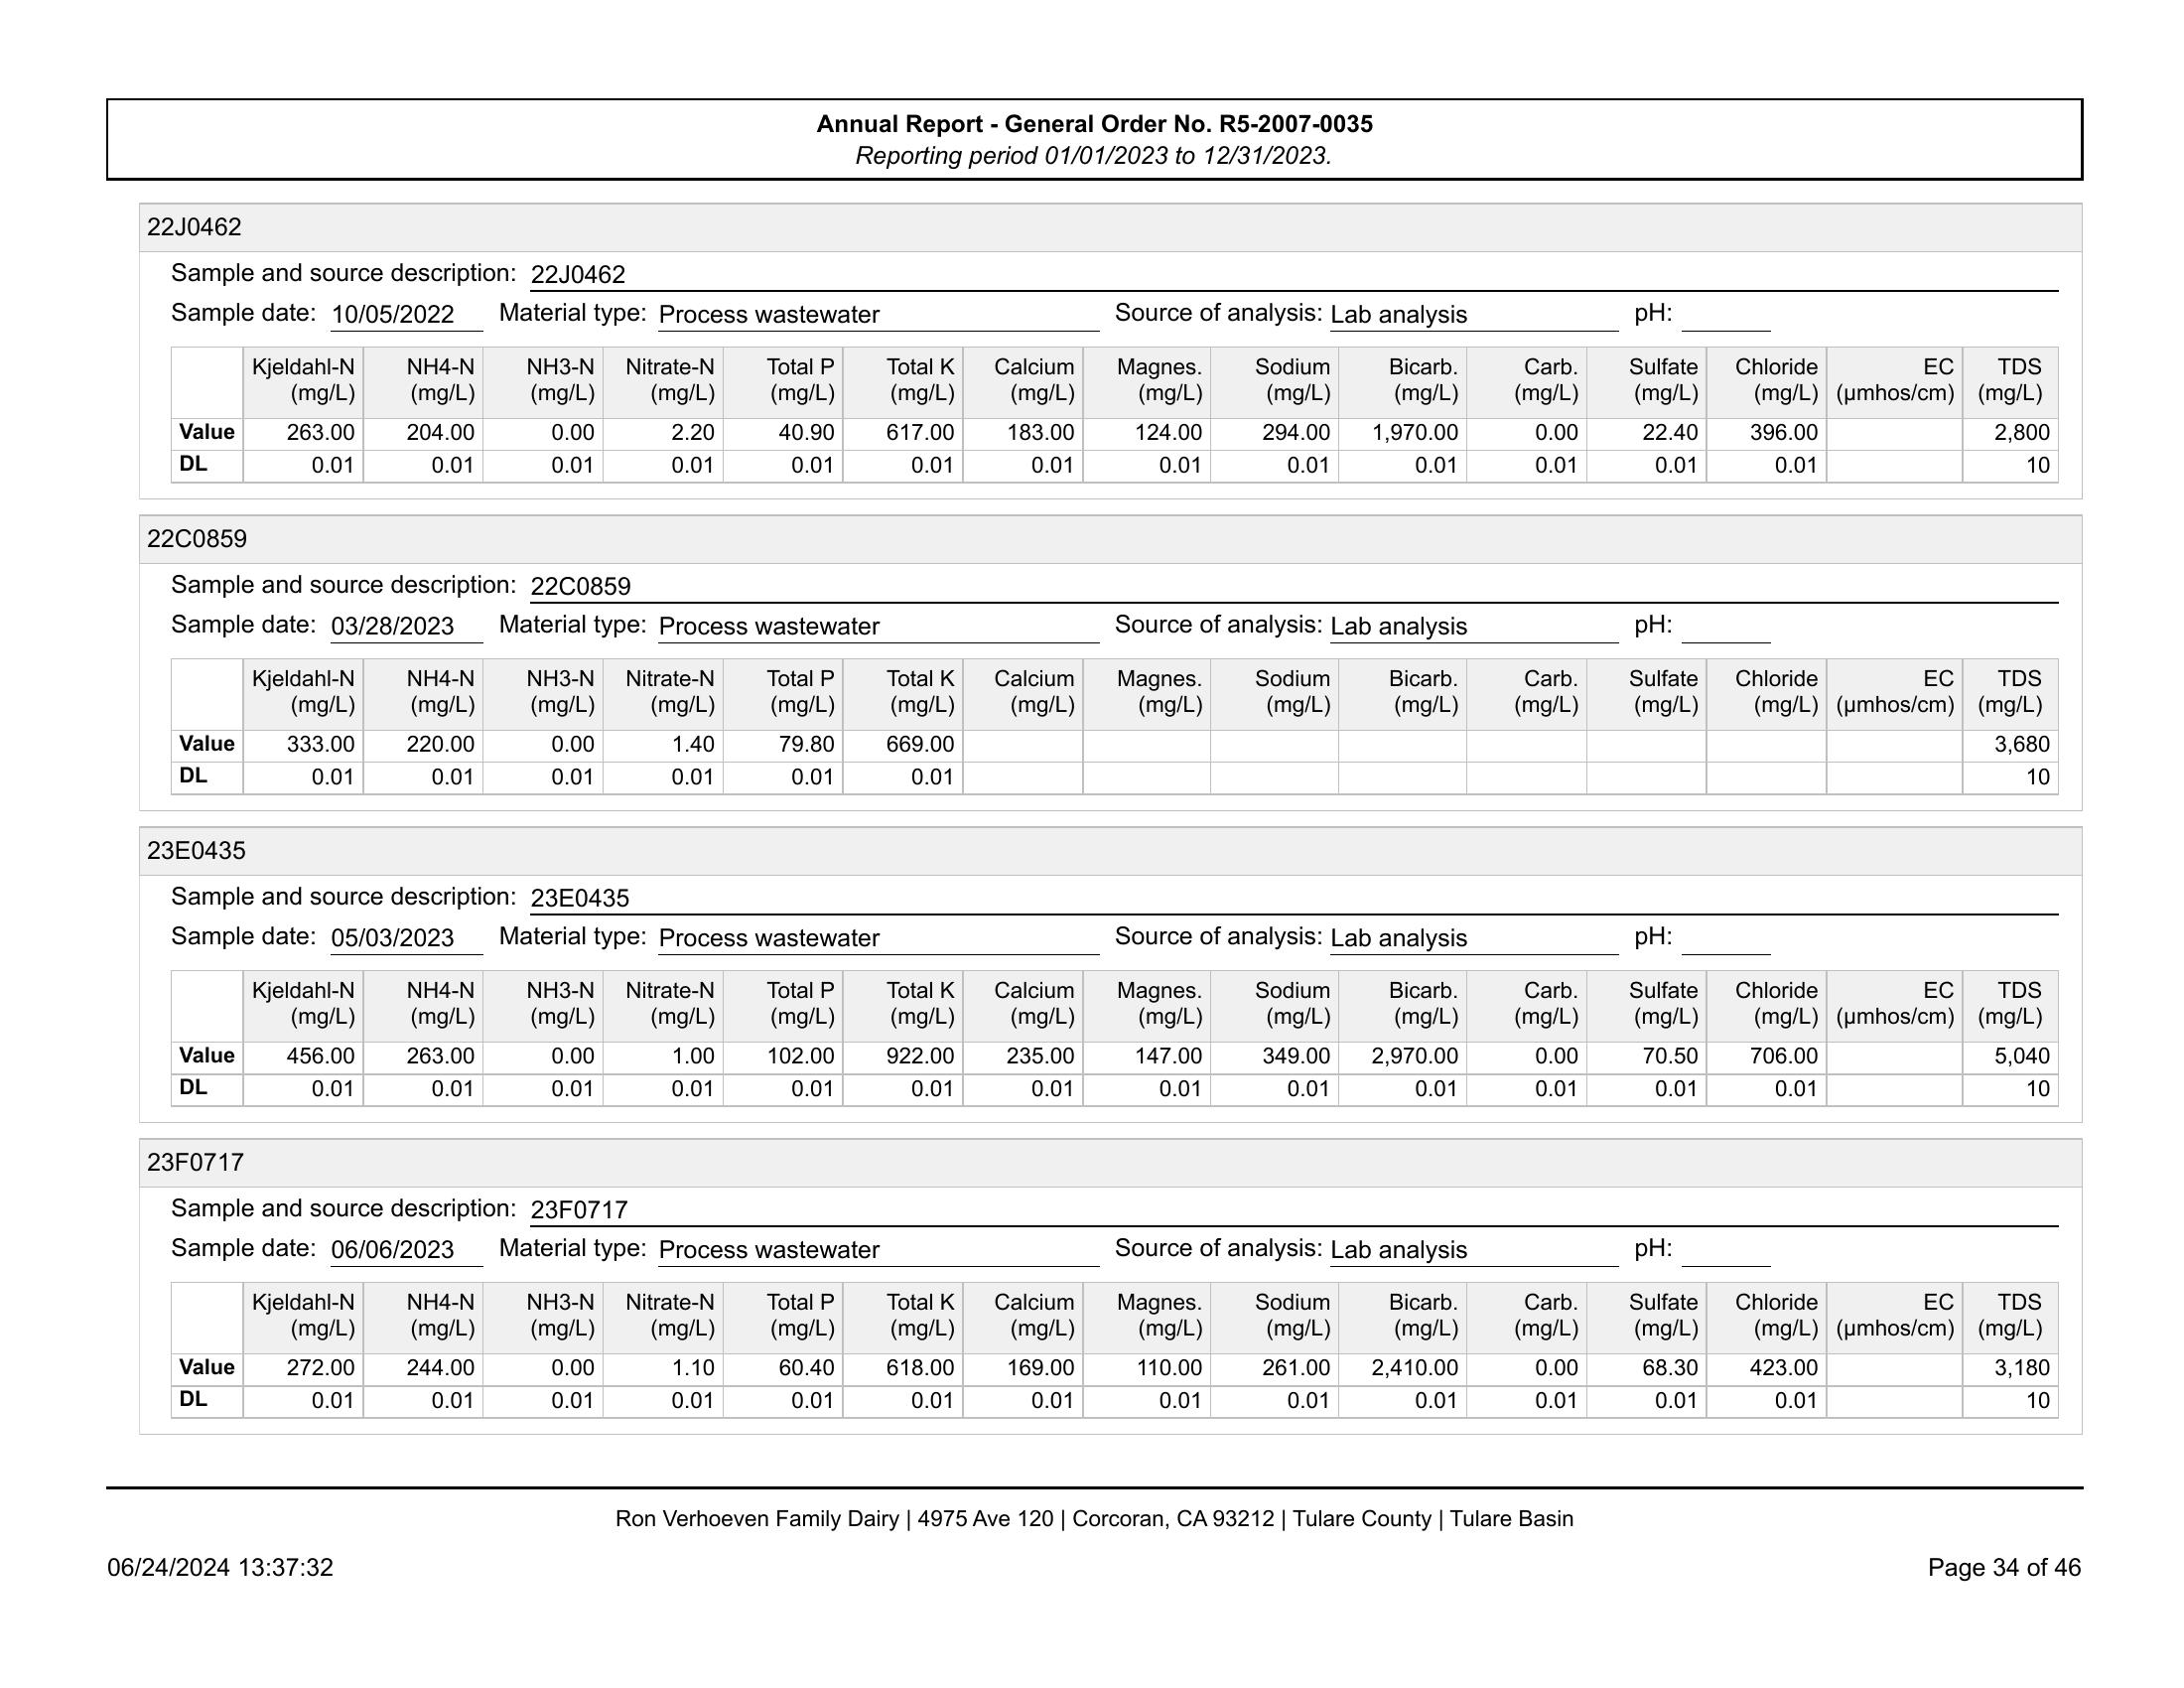 Annual Report - General Order No. R5-2007-0035
Reporting period 01/01/2023 to 12/31/2023.
22J0462
Sample and source description: 22J0462
Sample date: 10/05/2022 Material type: Process wastewater Source of analysis: Lab analysis pH:
Kjeldahl-N NH4-N NH3-N Nitrate-N Total P Total K Calcium Magnes. Sodium Bicarb. Carb. Sulfate Chloride EC TDS
(mg/L) (mg/L) (mg/L) (mg/L) (mg/L) (mg/L) (mg/L) (mg/L) (mg/L) (mg/L) (mg/L) (mg/L) (mg/L) (µmhos/cm) (mg/L)
Value 263.00 204.00 0.00 2.20 40.90 617.00 183.00 124.00 294.00 1,970.00 0.00 22.40 396.00 2,800
DL 0.01 0.01 0.01 0.01 0.01 0.01 0.01 0.01 0.01 0.01 0.01 0.01 0.01 10
22C0859
Sample and source description: 22C0859
Sample date: 03/28/2023 Material type: Process wastewater Source of analysis: Lab analysis pH:
Kjeldahl-N NH4-N NH3-N Nitrate-N Total P Total K Calcium Magnes. Sodium Bicarb. Carb. Sulfate Chloride EC TDS
(mg/L) (mg/L) (mg/L) (mg/L) (mg/L) (mg/L) (mg/L) (mg/L) (mg/L) (mg/L) (mg/L) (mg/L) (mg/L) (µmhos/cm) (mg/L)
Value 333.00 220.00 0.00 1.40 79.80 669.00 3,680
DL 0.01 0.01 0.01 0.01 0.01 0.01 10
23E0435
Sample and source description: 23E0435
Sample date: 05/03/2023 Material type: Process wastewater Source of analysis: Lab analysis pH:
Kjeldahl-N NH4-N NH3-N Nitrate-N Total P Total K Calcium Magnes. Sodium Bicarb. Carb. Sulfate Chloride EC TDS
(mg/L) (mg/L) (mg/L) (mg/L) (mg/L) (mg/L) (mg/L) (mg/L) (mg/L) (mg/L) (mg/L) (mg/L) (mg/L) (µmhos/cm) (mg/L)
Value 456.00 263.00 0.00 1.00 102.00 922.00 235.00 147.00 349.00 2,970.00 0.00 70.50 706.00 5,040
DL 0.01 0.01 0.01 0.01 0.01 0.01 0.01 0.01 0.01 0.01 0.01 0.01 0.01 10
23F0717
Sample and source description: 23F0717
Sample date: 06/06/2023 Material type: Process wastewater Source of analysis: Lab analysis pH:
Kjeldahl-N NH4-N NH3-N Nitrate-N Total P Total K Calcium Magnes. Sodium Bicarb. Carb. Sulfate Chloride EC TDS
(mg/L) (mg/L) (mg/L) (mg/L) (mg/L) (mg/L) (mg/L) (mg/L) (mg/L) (mg/L) (mg/L) (mg/L) (mg/L) (µmhos/cm) (mg/L)
Value 272.00 244.00 0.00 1.10 60.40 618.00 169.00 110.00 261.00 2,410.00 0.00 68.30 423.00 3,180
DL 0.01 0.01 0.01 0.01 0.01 0.01 0.01 0.01 0.01 0.01 0.01 0.01 0.01 10
Ron Verhoeven Family Dairy | 4975 Ave 120 | Corcoran, CA 93212 | Tulare County | Tulare Basin
06/24/2024 13:37:32 Page 34 of 46